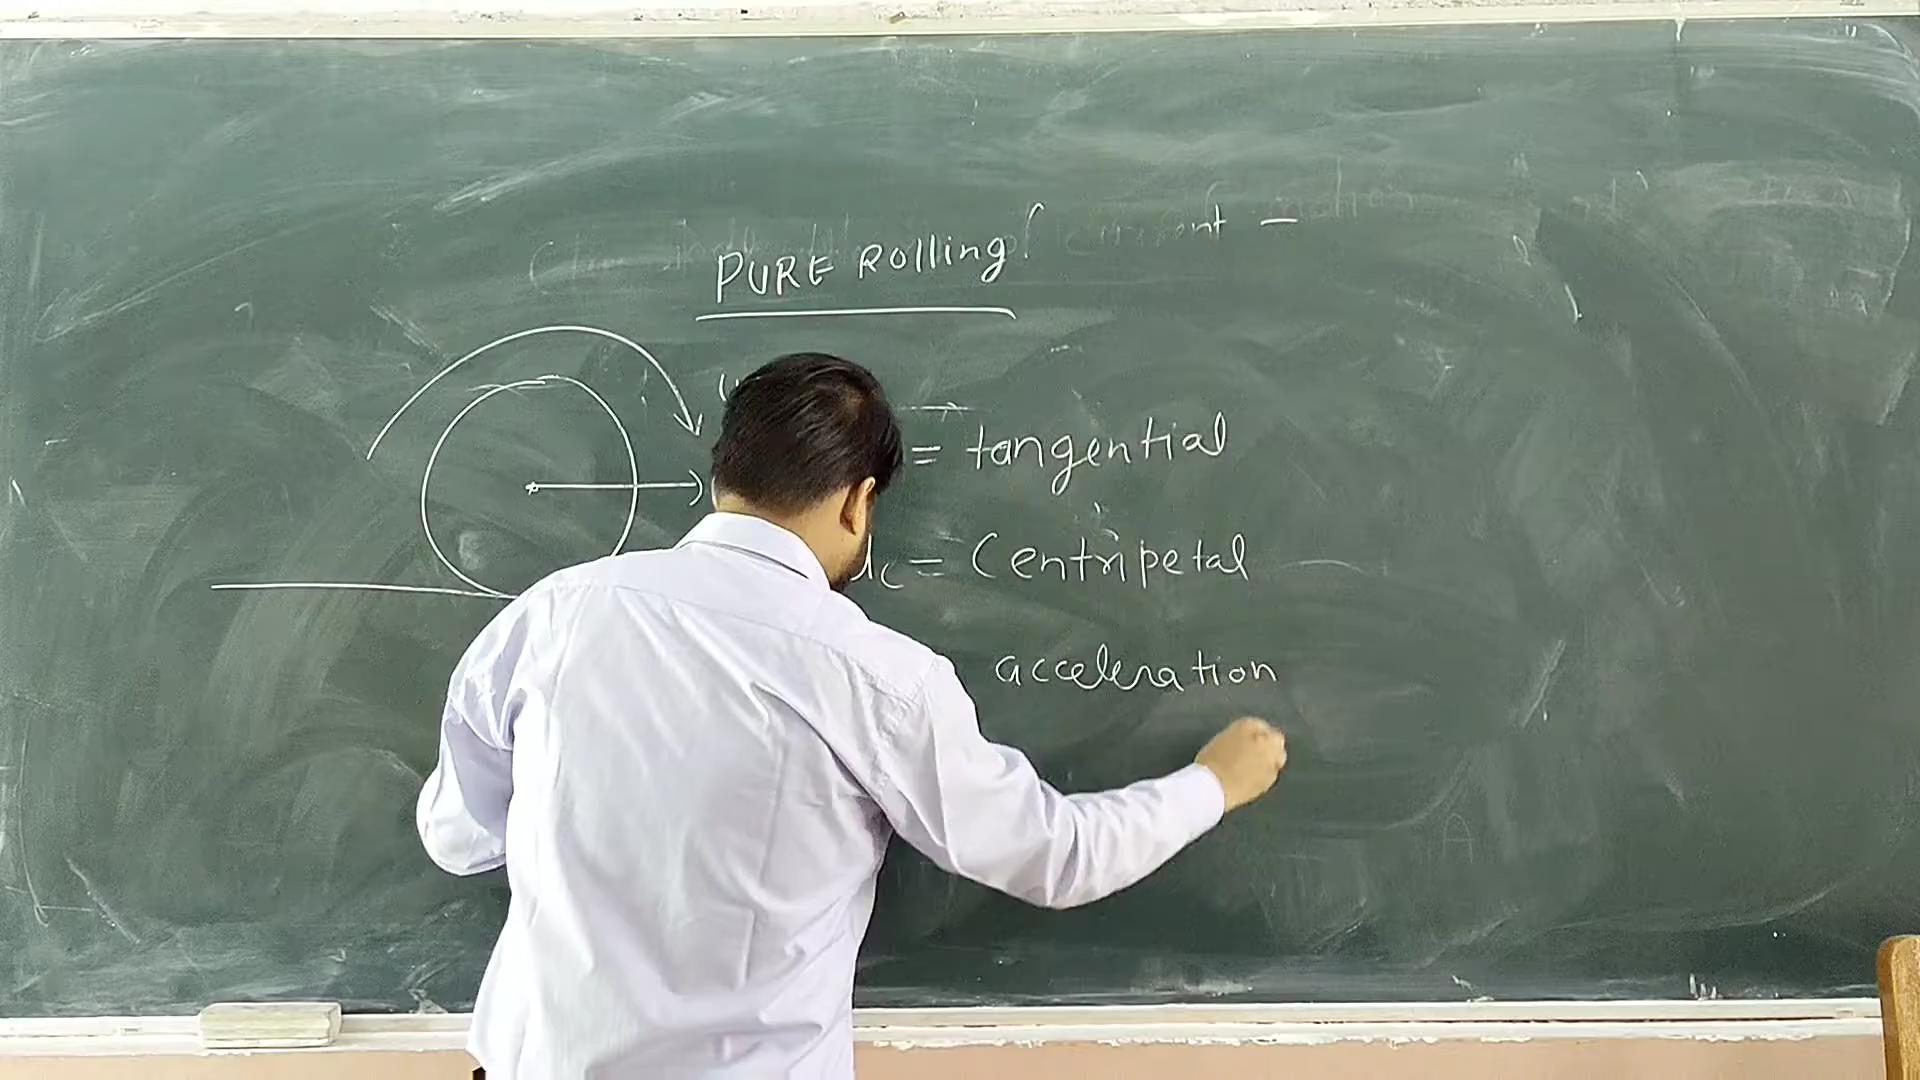 PURE Rolling
= tangential
c = Centripetal
acceleration